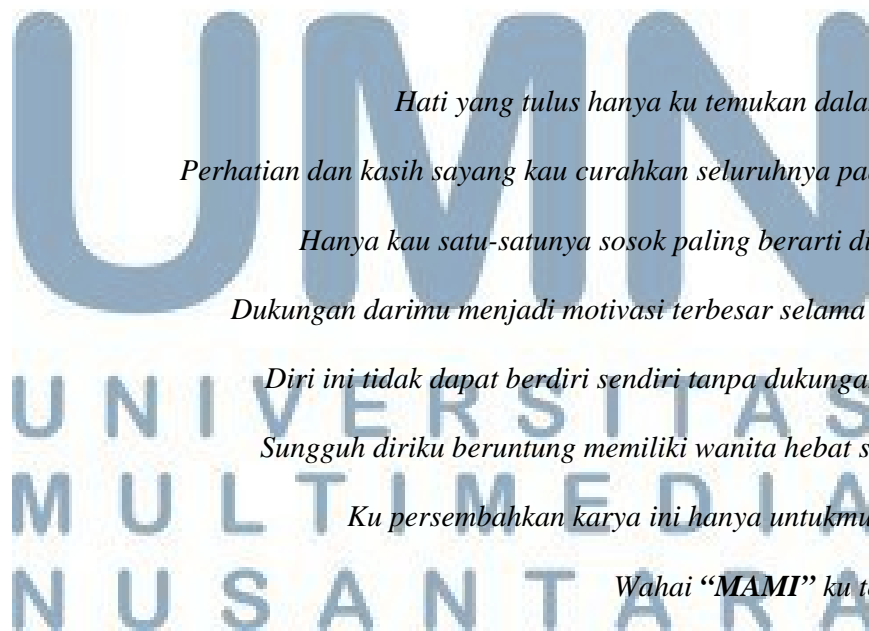 UMN
Hati yang tulus hanya ku temukan dala
Perhatian dan kasih sayang kau curahkan seluruhnya pa
Hanya kau satu-satunya sosok paling berarti di
Dukungan darimu menjadi motivasi terbesar selama
Diri ini tidak dapat berdiri sendiri tanpa dukunga
Sungguh diriku beruntung memiliki wanita hebat s
Ku persembahkan karya ini hanya untukmu
Wahai “MAMI” ku t
UNIVERSITAS
MULTIMEDIA
NUSANTARA